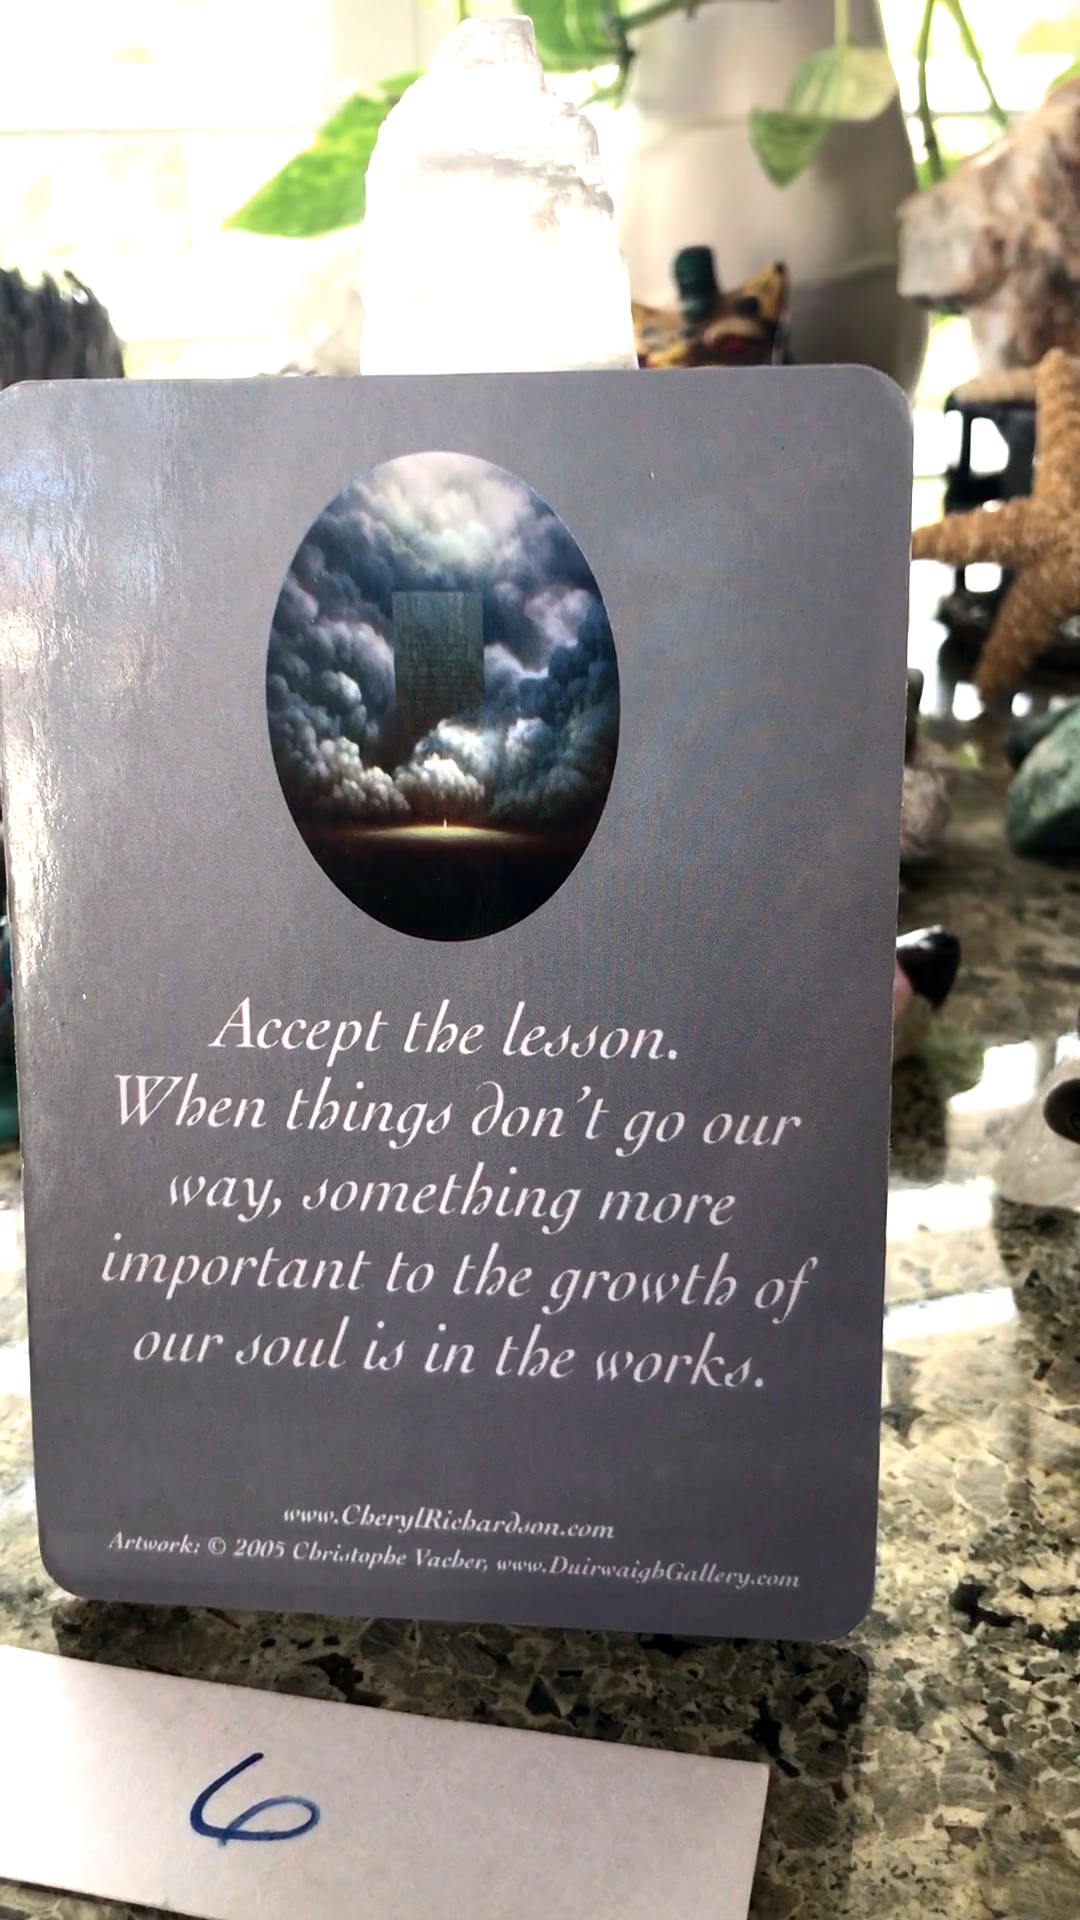 Accept the lesson.
When things don't go our
way, something more
important to the growth of
our soul is in the works.
www.CherylRichardson.com
Artwork: © 2005 Christophe Vacher, www.DuirwaighGallery.com
6